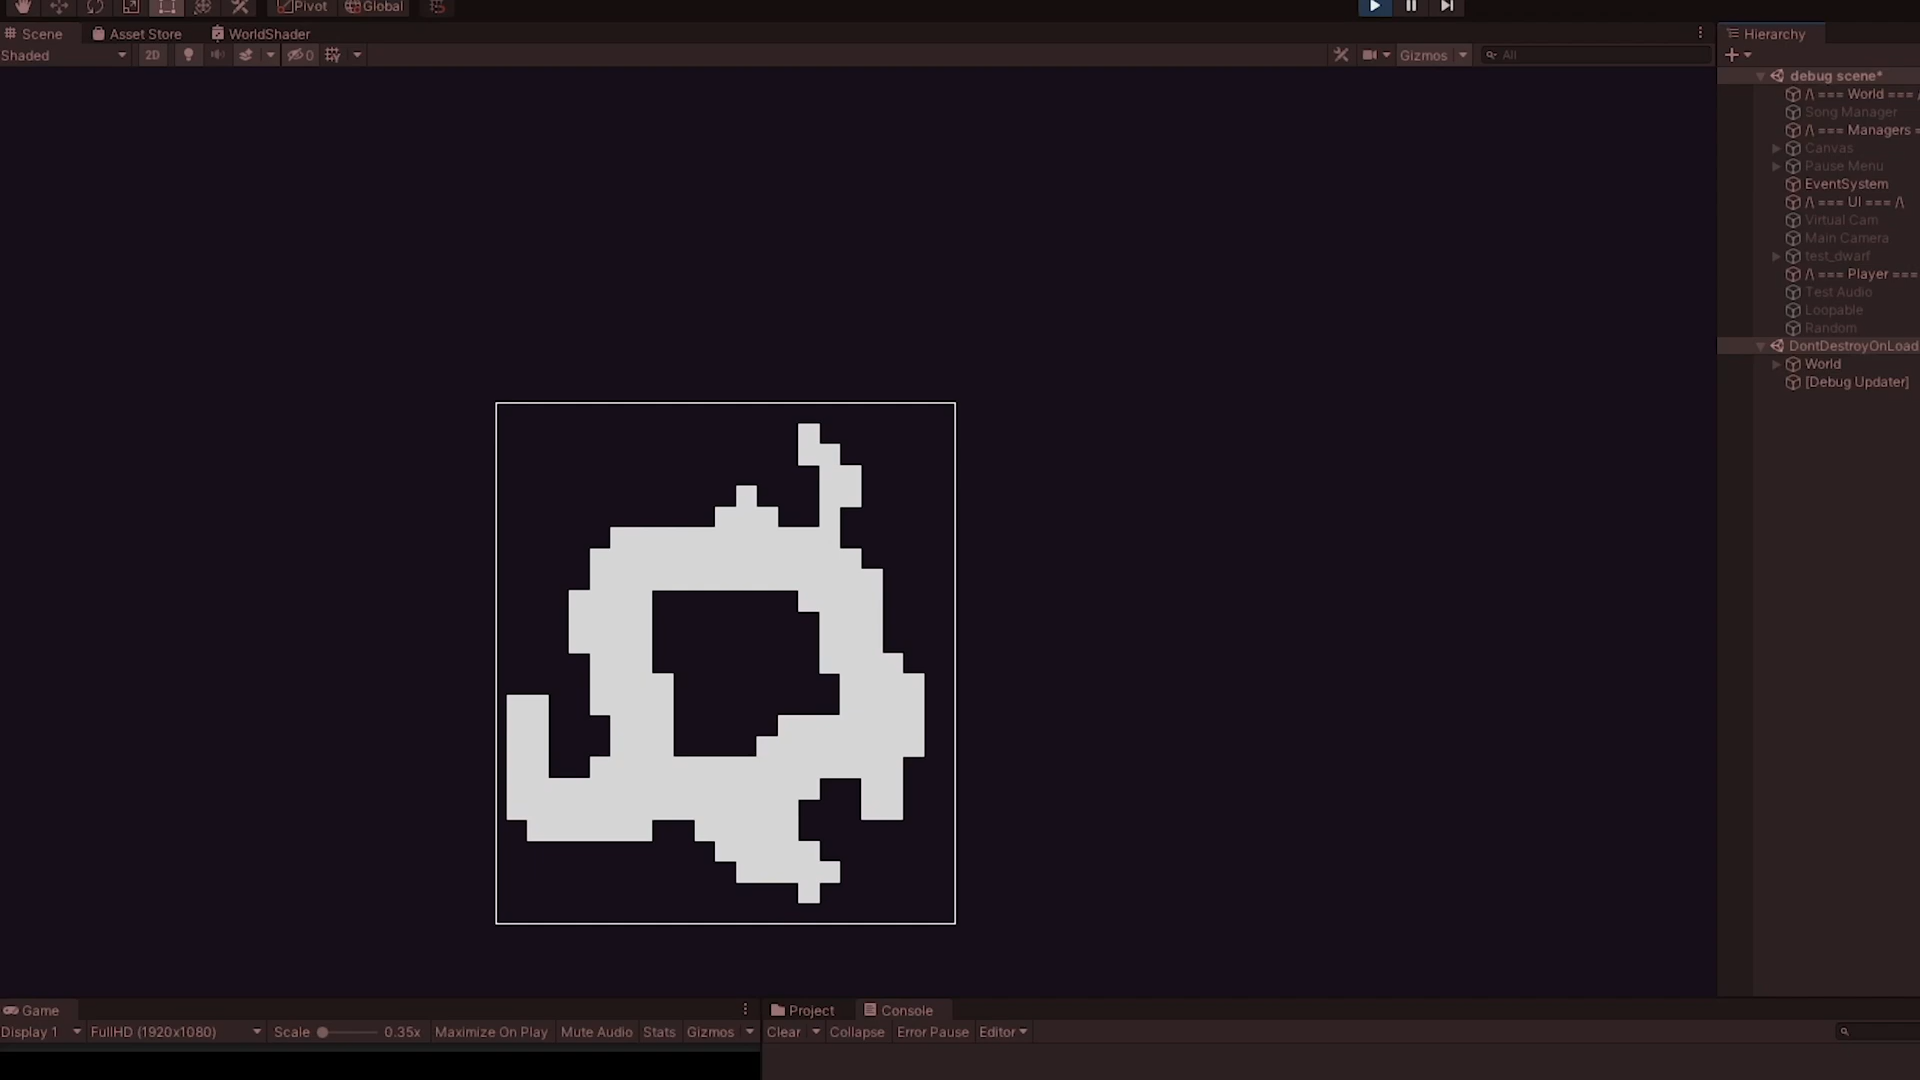 Pivot Global
Scene Asset Store WorldShader Hierarchy
Shaded 2D 0 Gizmos All
debug scene*
/\ === World === /
Song Manager
/\ === Managers =
Canvas
Pause Menu
EventSystem
/\ === UI === /\
Virtual Cam
Main Camera
test_dwarf
/\ === Player ===
Test Audio
Loopable
Random
DontDestroyOnLoad
World
[Debug Updater]
Game Project Console
Display 1 FullHD (1920x1080) Scale 0.35x Maximize On Play Mute Audio Stats Gizmos Clear Collapse Error Pause Editor